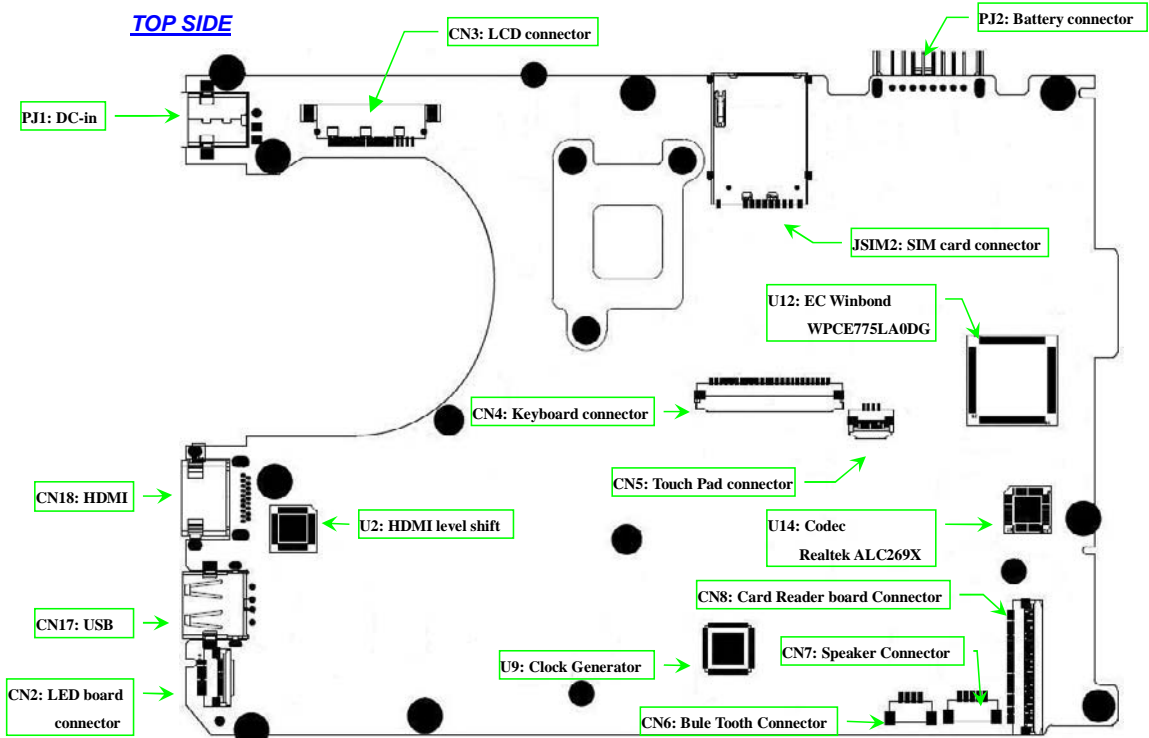 TOP SIDE
PJ2: Battery connector
CN3: LCD connector
PJ1: DC-in
JSIM2: SIM card connector
U12: EC Winbond
WPCE775LA0DG
CN4: Keyboard connector
CN5: Touch Pad connector
CN18: HDMI
U2: HDMI level shift
U14: Codec
Realtek ALC269X
CN8: Card Reader board Connector
CN17: USB
CN7: Speaker Connector
U9: Clock Generator
CN2: LED board
connector
CN6: Bule Tooth Connector